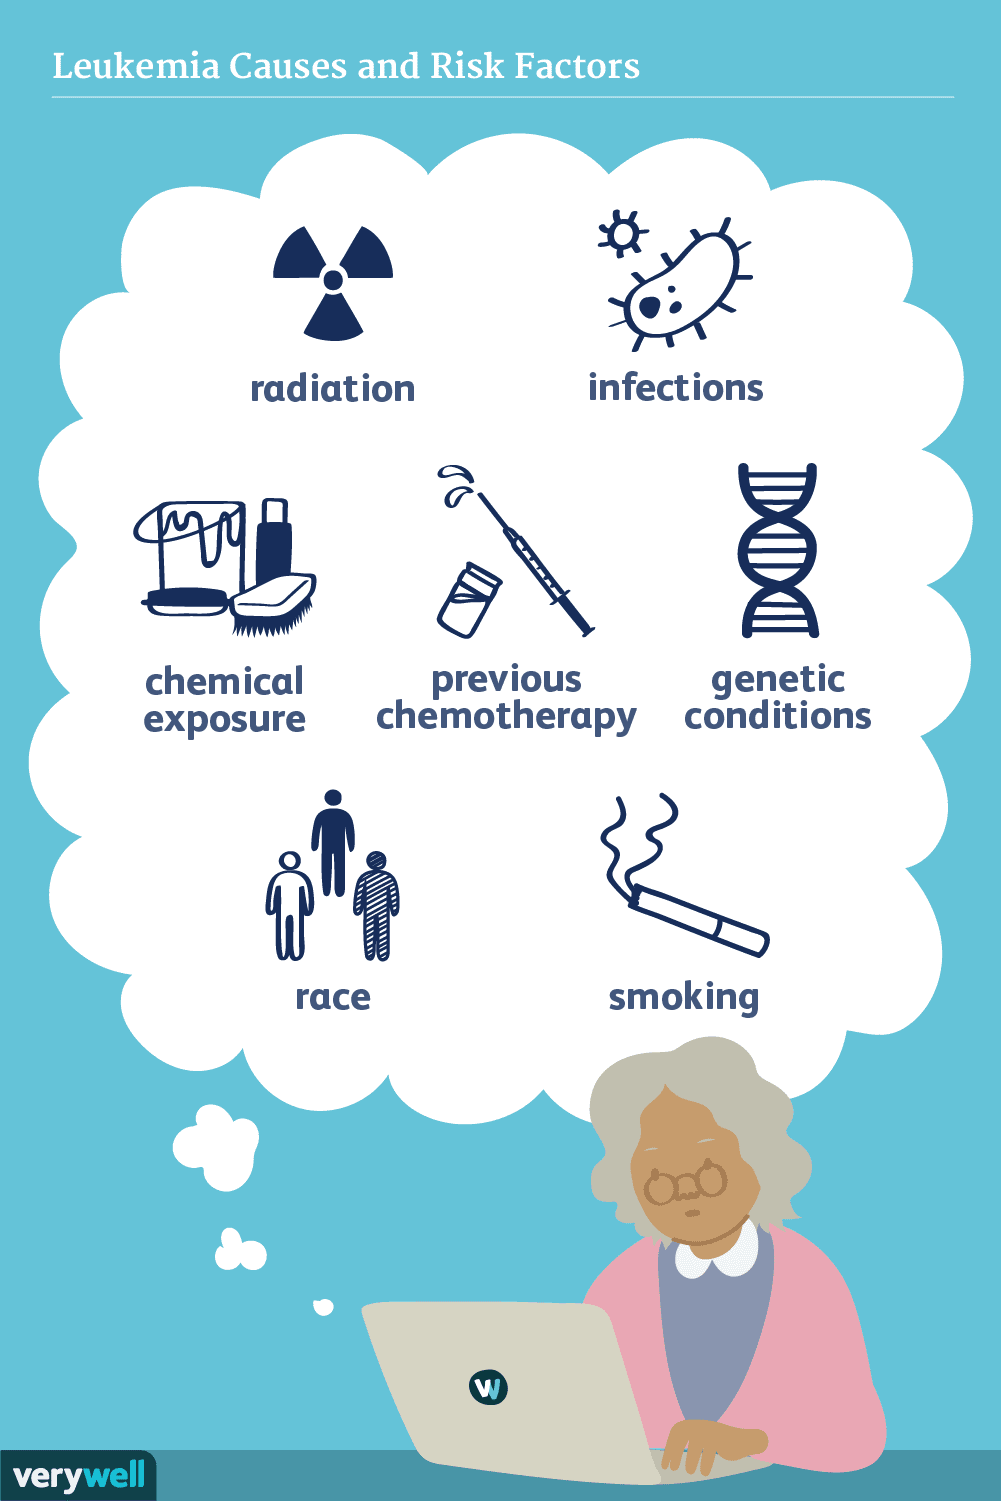 Leukemia Causes and Risk Factors
radiation
infections
chemical
exposure
previous
chemotherapy
genetic
conditions
race
smoking
W
verywell